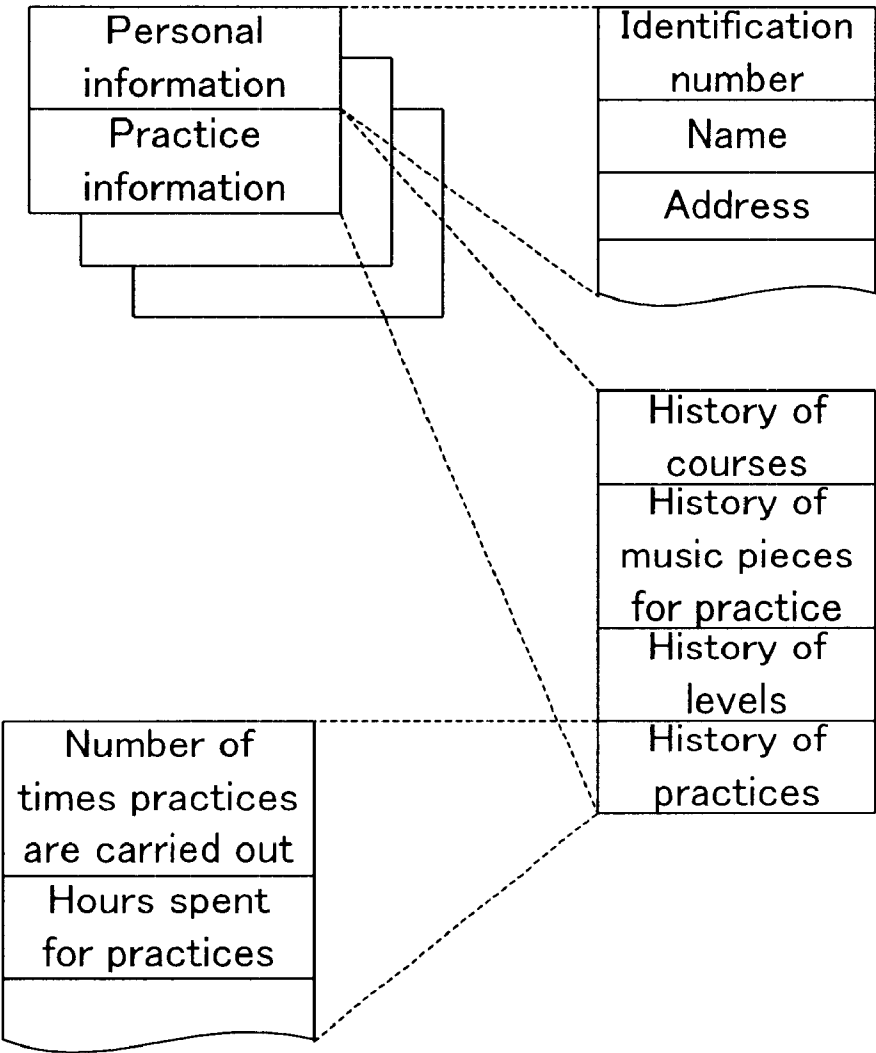 Personal
information
Practice
information
Identification
number
Name
Address
History of
courses
History of
music pieces
for practice
History of
levels
History of
practices
Number of
times practices
are carried out
Hours spent
for practices